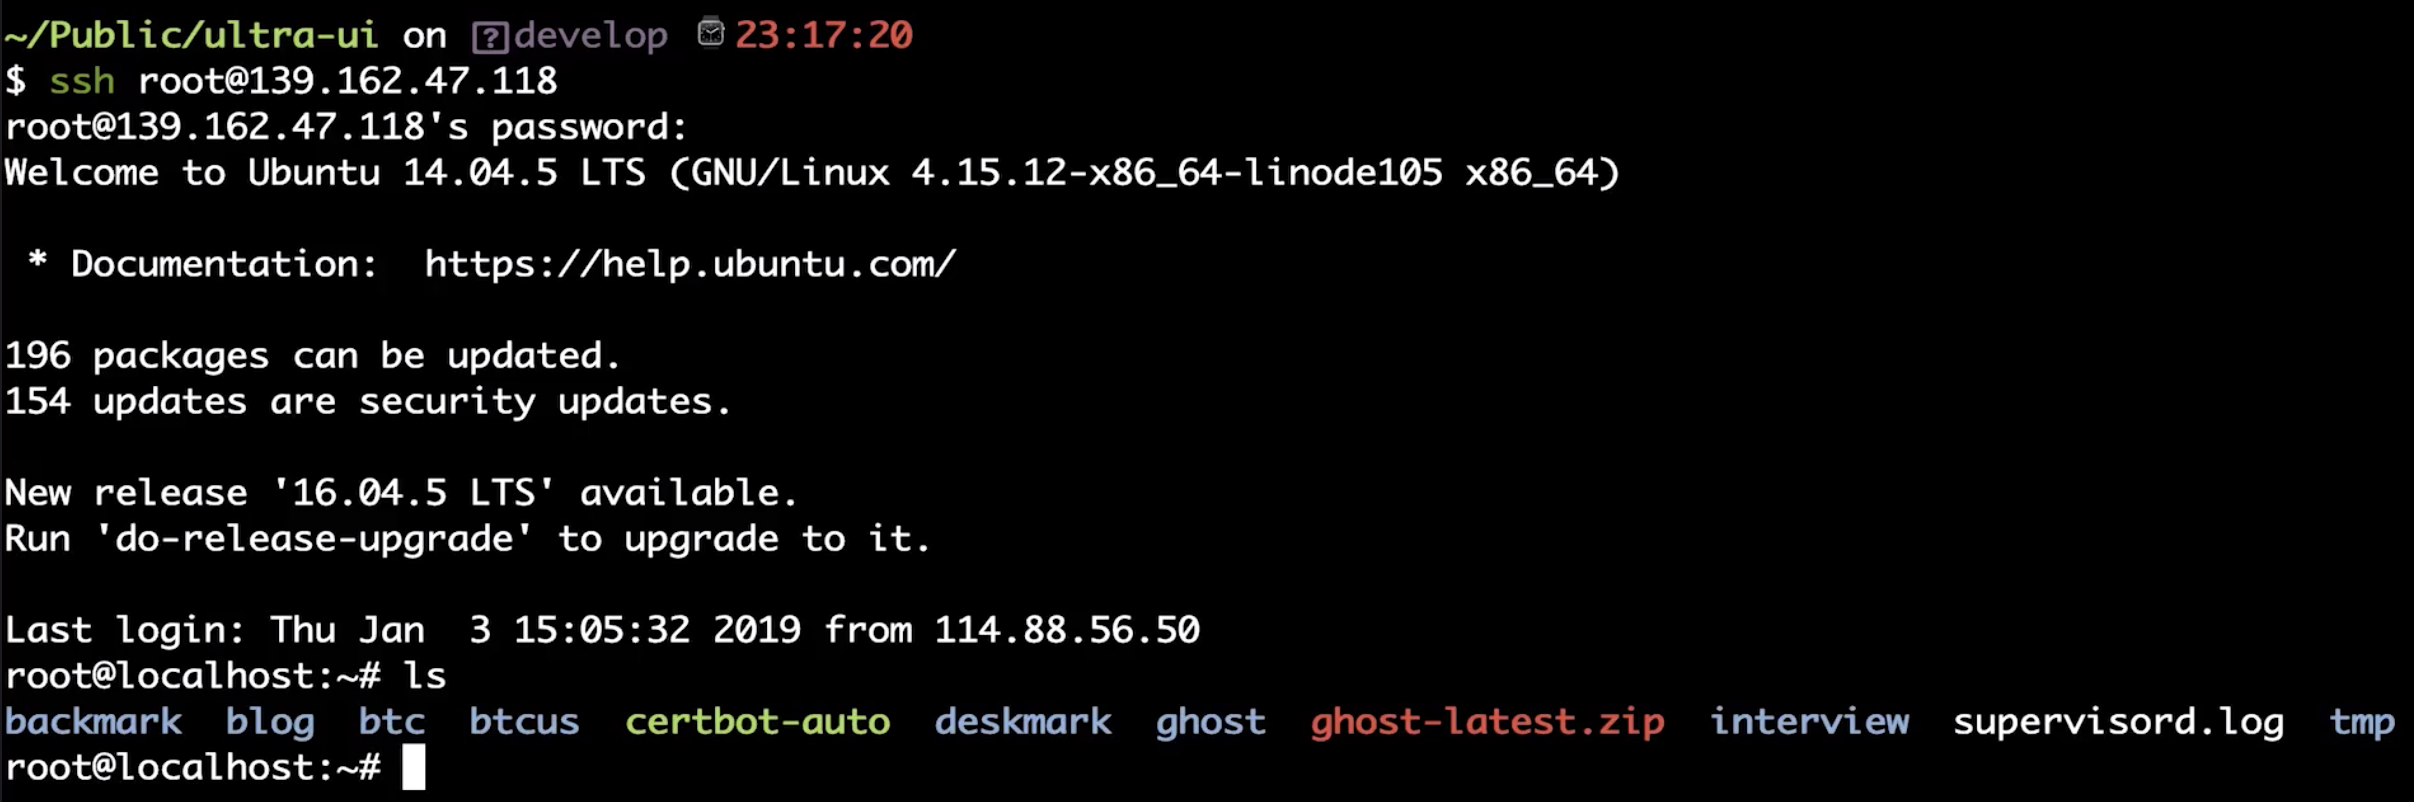 ~/Public/ultra-ui on develop 23:17:20
$ ssh root@139.162.47.118
root@139.162.47.118's password:
Welcome to Ubuntu 14.04.5 LTS (GNU/Linux 4.15.12-x86_64-linode105 x86_64)
* Documentation:  https://help.ubuntu.com/
196 packages can be updated.
154 updates are security updates.
New release '16.04.5 LTS' available.
Run 'do-release-upgrade' to upgrade to it.
Last login: Thu Jan  3 15:05:32 2019 from 114.88.56.50
root@localhost:~# ls
backmark  blog  btc  btcus  certbot-auto  deskmark  ghost  ghost-latest.zip  interview  supervisord.log  tmp
root@localhost:~#